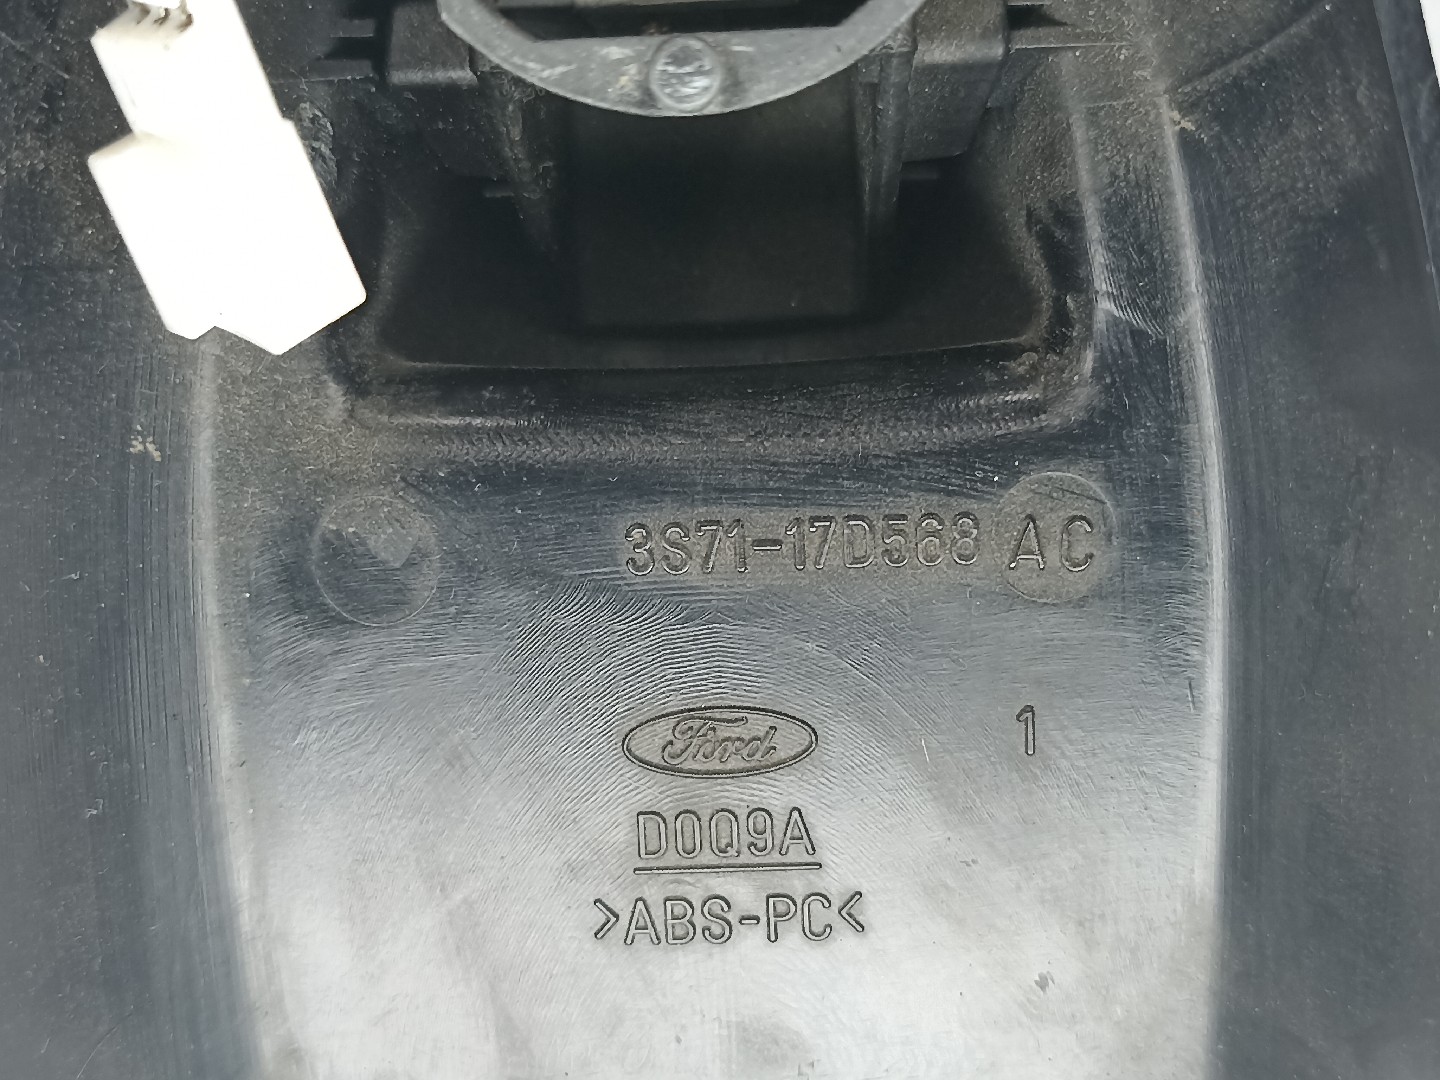 3S71-17D568 AC
Ford
1
D0Q9A
>ABS-PC<